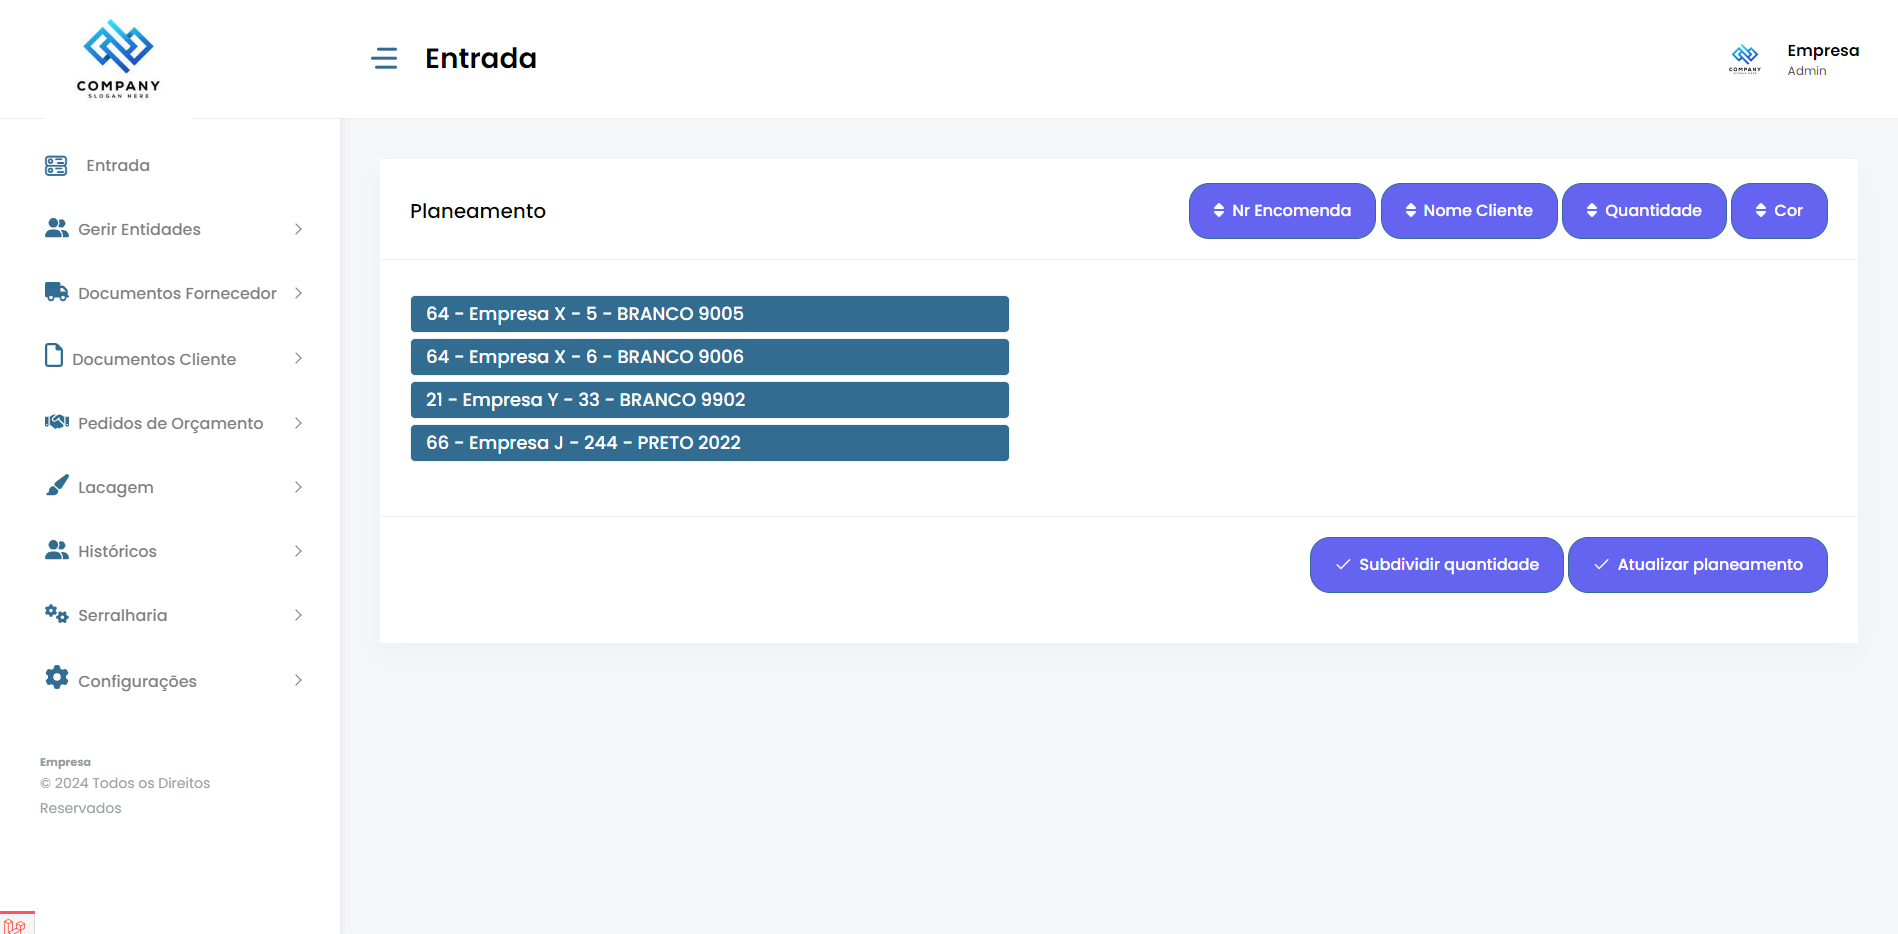 COMPANY
SLOGAN HERE
Entrada
COMPANY
Empresa
Admin
Entrada
Gerir Entidades
Documentos Fornecedor
Documentos Cliente
Pedidos de Orçamento
Lacagem
Históricos
Serralharia
Configurações
Empresa
© 2024 Todos os Direitos
Reservados
Planeamento
Nr Encomenda
Nome Cliente
Quantidade
Cor
64 - Empresa X - 5 - BRANCO 9005
64 - Empresa X - 6 - BRANCO 9006
21 - Empresa Y - 33 - BRANCO 9902
66 - Empresa J - 244 - PRETO 2022
Subdividir quantidade
Atualizar planeamento